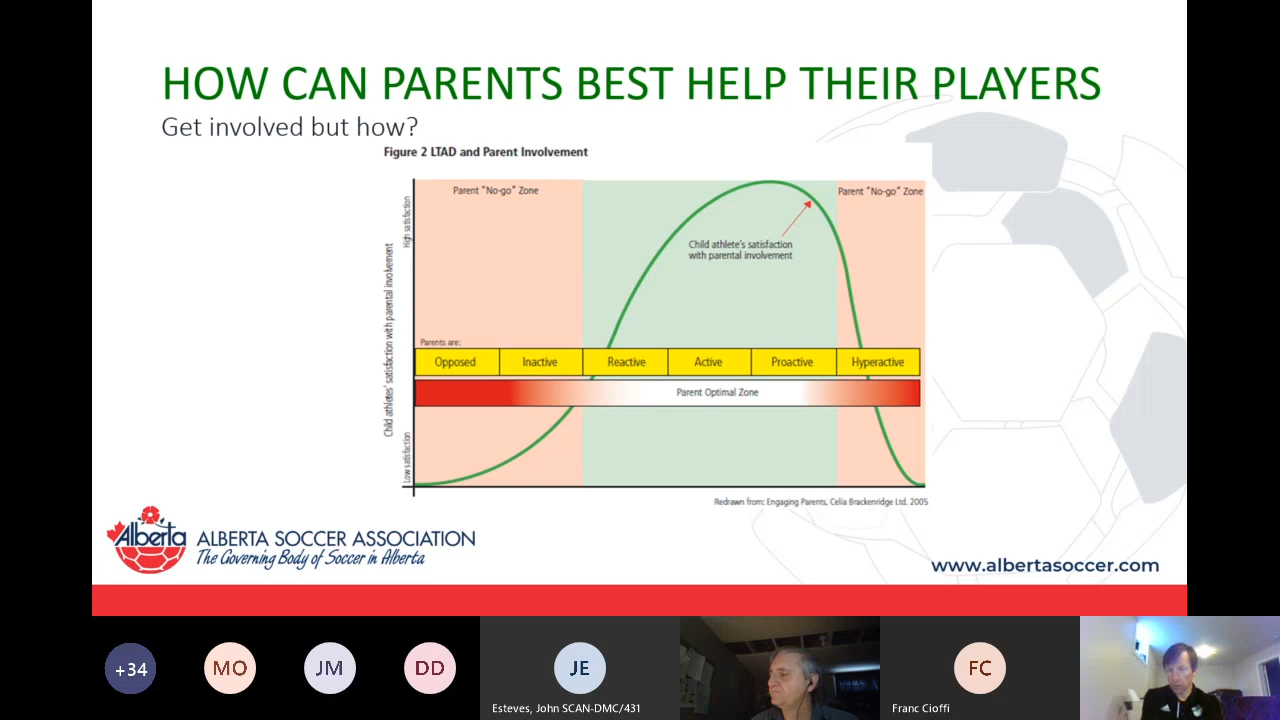 HOW CAN PARENTS BEST HELP THEIR PLAYERS
Get involved but how?
Figure 2 LTAD and Parent Involvement
Parent "No-go" Zone
Parent "No-go" Zone
High satisfaction
Child athletes' satisfaction with parental involvement
Low satisfaction
Child athlete's satisfaction
with parental involvement
Parents are:
Opposed Inactive Reactive Active Proactive Hyperactive
Parent Optimal Zone
Redrawn from: Engaging Parents, Celia Brackenridge Ltd. 2005
Alberta
ALBERTA SOCCER ASSOCIATION
The Governing Body of Soccer in Alberta
www.albertasoccer.com
+34 MO JM DD JE FC
Esteves, John SCAN-DMC/431
Franc Cioffi